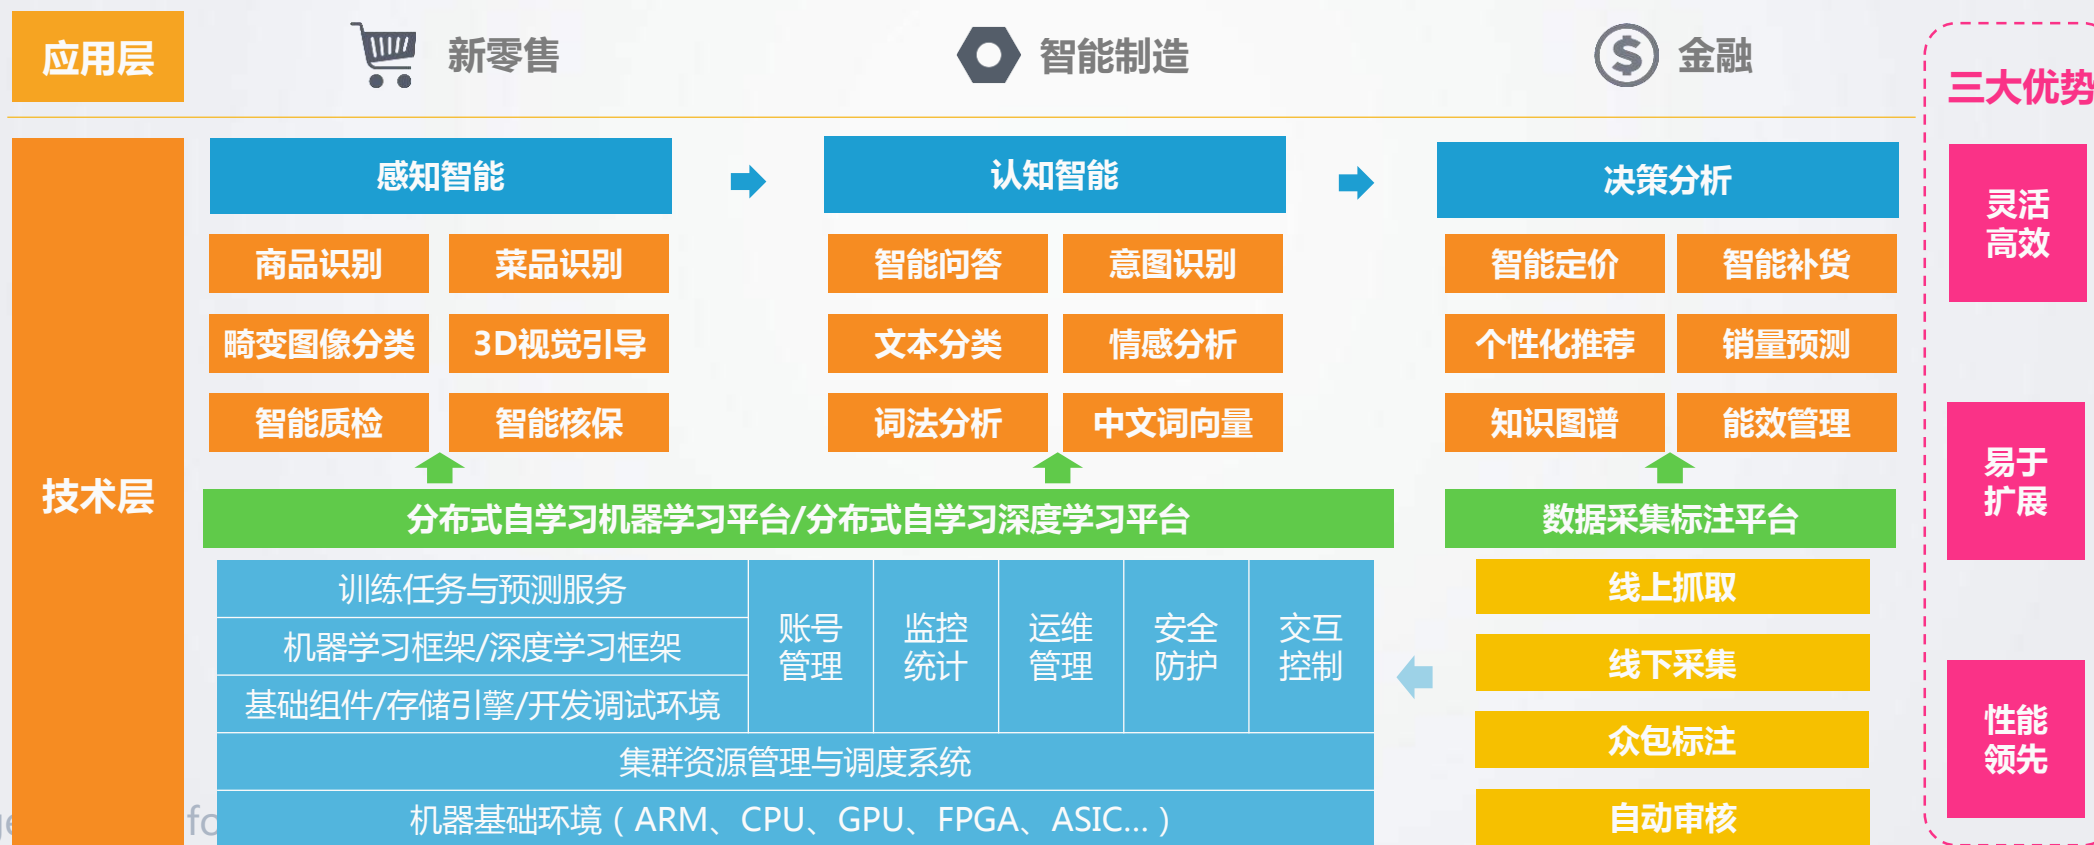 应用层
新零售
智能制造
金融
三大优势
技术层
感知智能
认知智能
决策分析
商品识别
菜品识别
智能问答
意图识别
智能定价
智能补货
畸变图像分类
3D视觉引导
文本分类
情感分析
个性化推荐
销量预测
智能质检
智能核保
词法分析
中文词向量
知识图谱
能效管理
灵活
高效
易于
扩展
性能
领先
分布式自学习机器学习平台/分布式自学习深度学习平台
数据采集标注平台
训练任务与预测服务
机器学习框架/深度学习框架
基础组件/存储引擎/开发调试环境
账号
管理
监控
统计
运维
管理
安全
防护
交互
控制
集群资源管理与调度系统
机器基础环境（ARM、CPU、GPU、FPGA、ASIC...）
线上抓取
线下采集
众包标注
自动审核